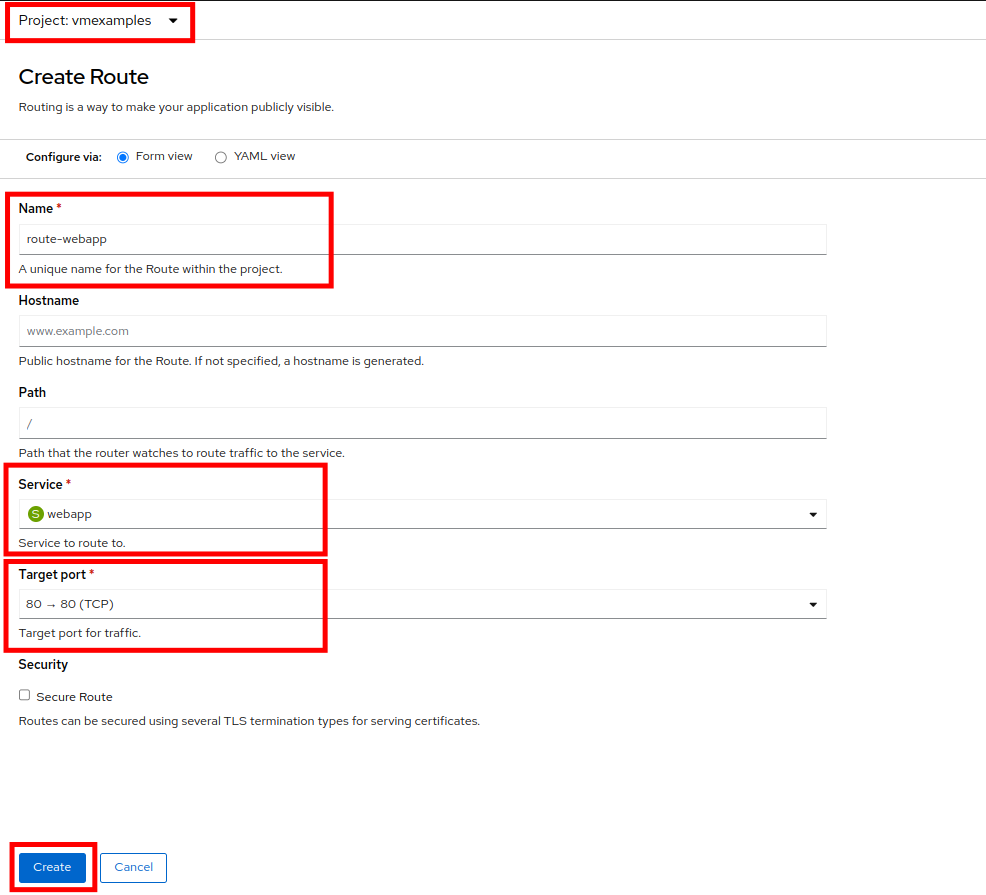 Project: vmexamples
Create Route
Routing is a way to make your application publicly visible.
Configure via: Form view YAML view
Name *
route-webapp
A unique name for the Route within the project.
Hostname
www.example.com
Public hostname for the Route. If not specified, a hostname is generated.
Path
/
Path that the router watches to route traffic to the service.
Service *
S webapp
Service to route to.
Target port *
80 → 80 (TCP)
Target port for traffic.
Security
Secure Route
Routes can be secured using several TLS termination types for serving certificates.
Create Cancel